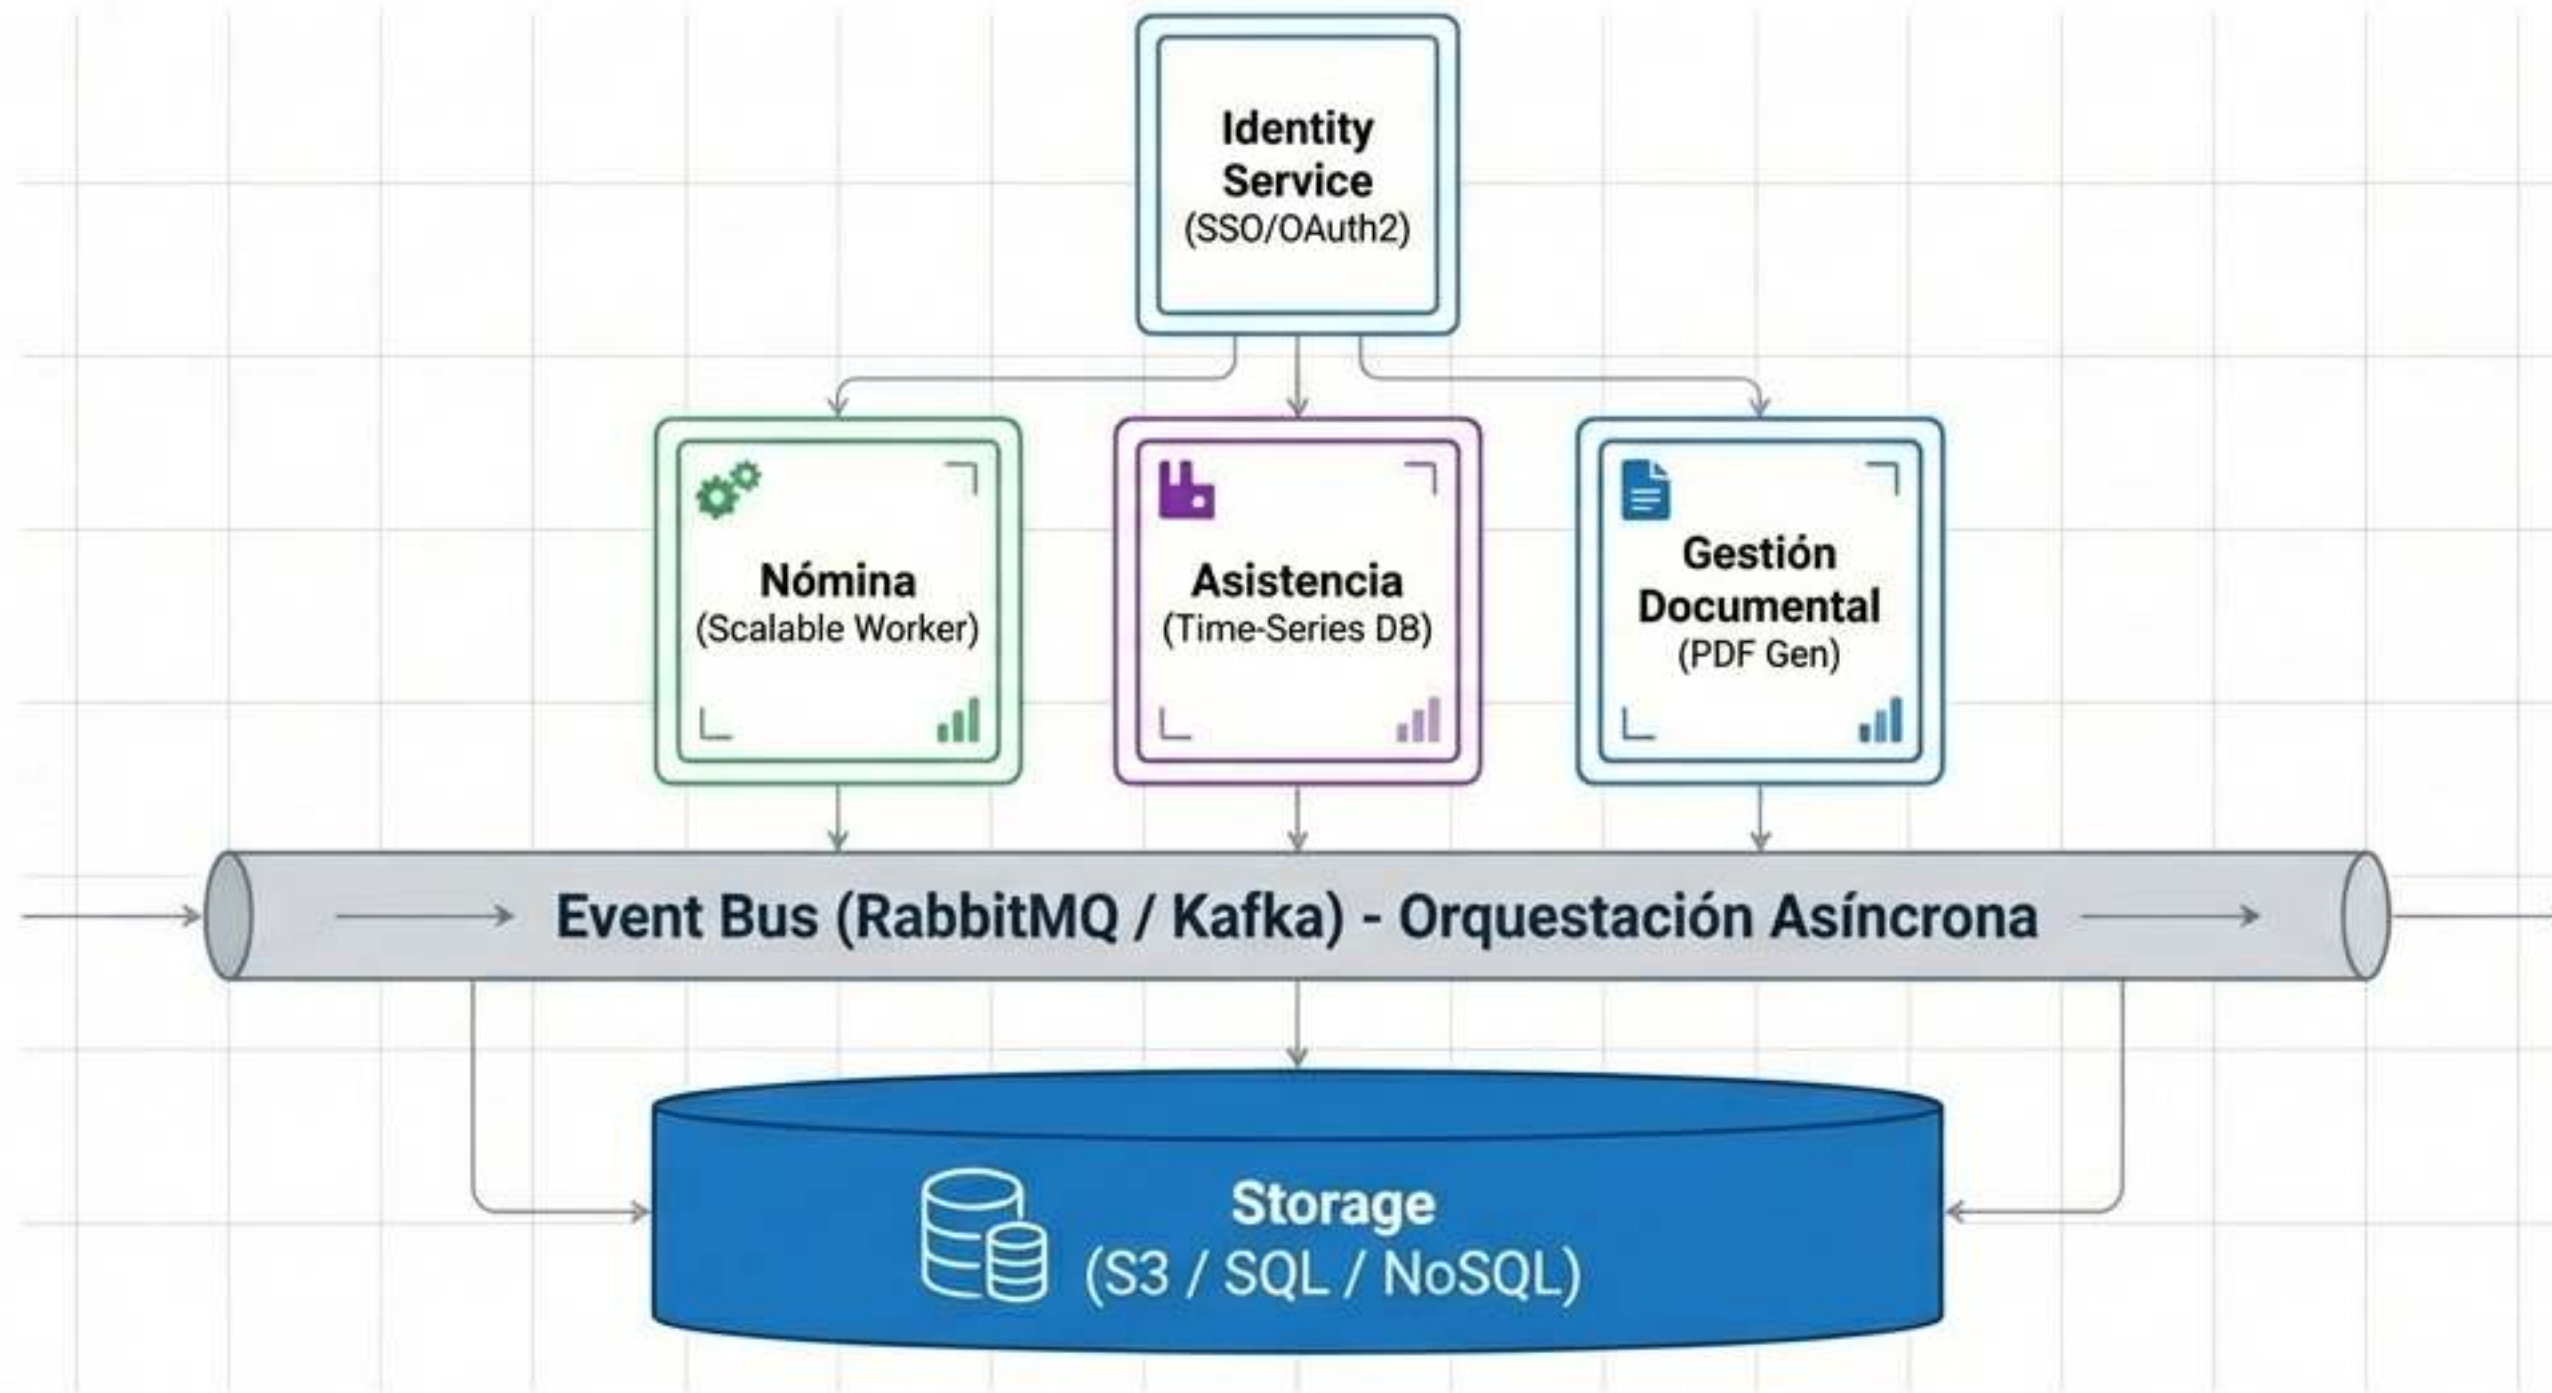 Identity
Service
(SSO/OAuth2)
Nómina
(Scalable Worker)
Asistencia
(Time-Series DB)
Gestión
Documental
(PDF Gen)
Event Bus (RabbitMQ / Kafka) - Orquestación Asíncrona
Storage
(S3 / SQL / NoSQL)